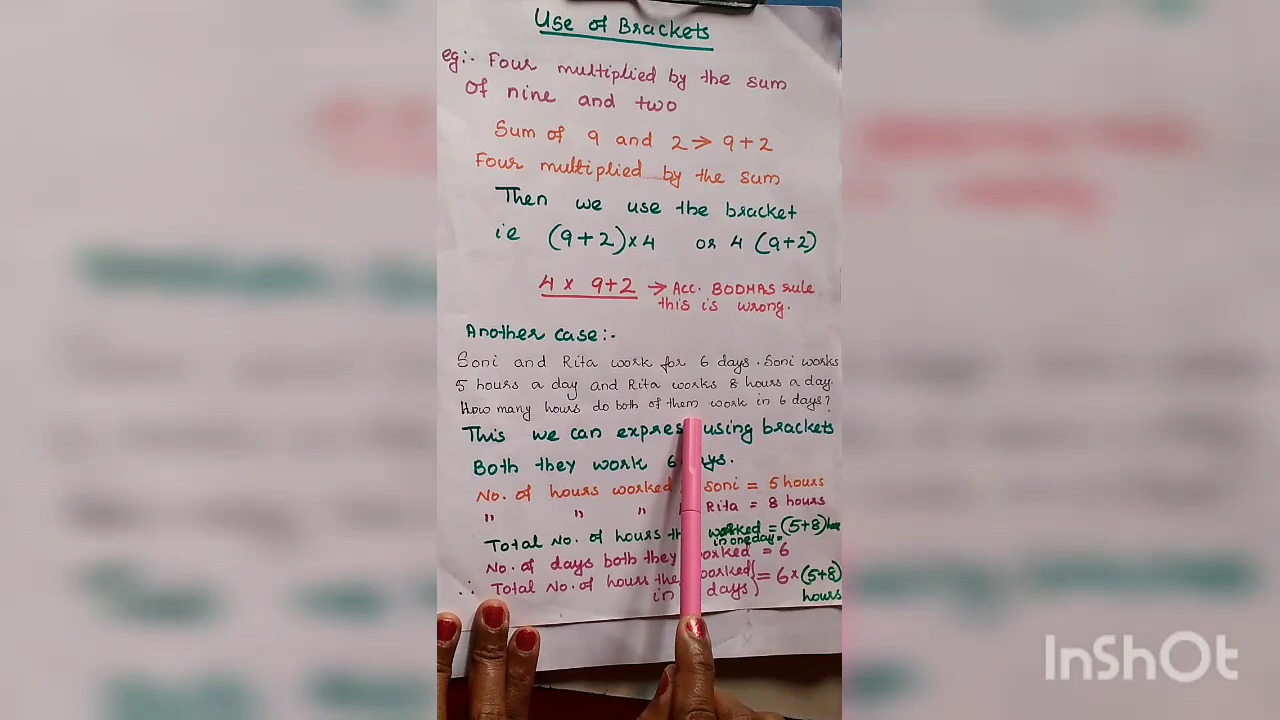 Use of Brackets
eg:- Four multiplied by the sum
of nine and two
Sum of 9 and 2 → 9+2
Four multiplied by the sum
Then we use the bracket
ie (9+2)×4 or 4 (9+2)
4 × 9+2 → Acc. BODMAS rule
this is wrong.
Another case:-
Soni and Rita work for 6 days. Soni works
5 hours a day and Rita works 8 hours a day.
How many hours do both of them work in 6 days?
This we can expres using brackets
Both they work 6 ays.
No. of hours worked Soni = 5 hours
" " " Rita = 8 hours
Total No. of hours th worked = (5+8)
in one day.
No. of days both they worked = 6
∴ Total No. of hours the worked } = 6×(5+8)
in days } hours
InShOt